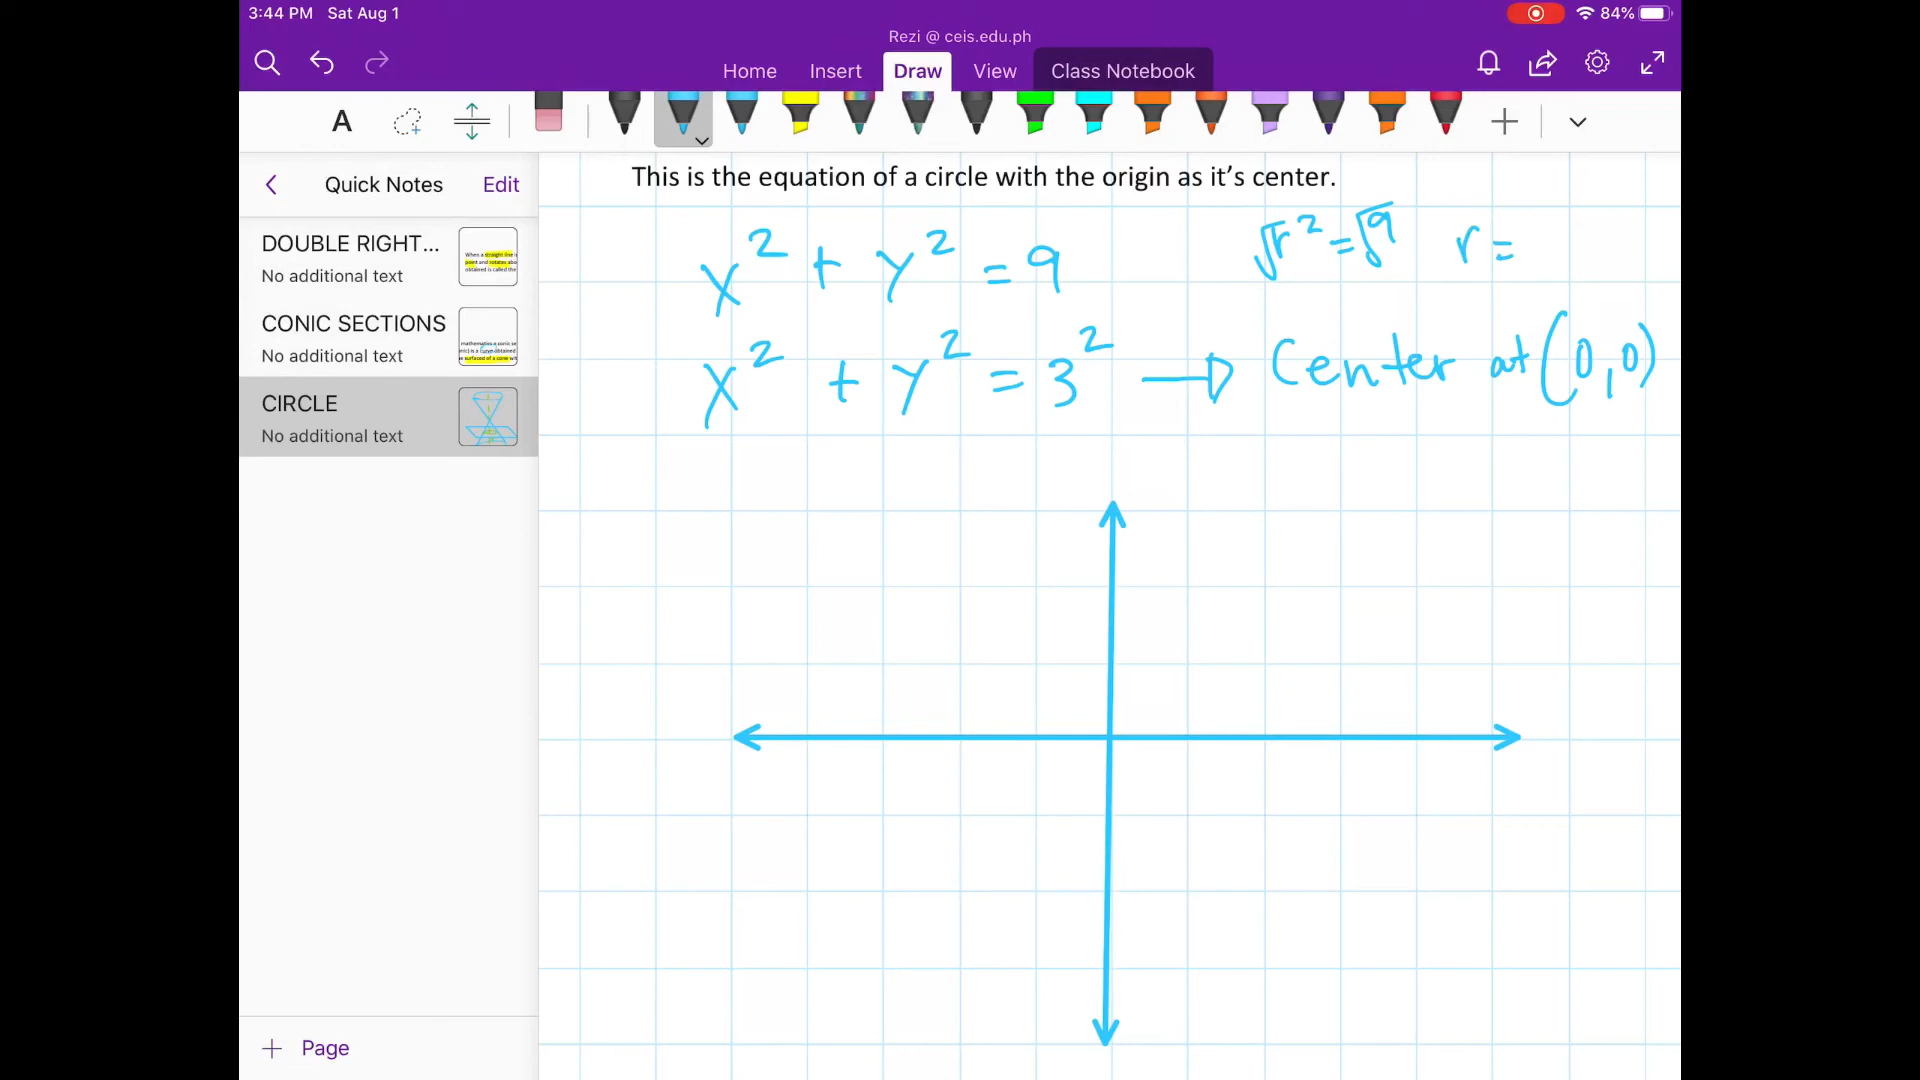 3:44 PM Sat Aug 1 84%
Rezi @ ceis.edu.ph
Home Insert Draw View Class Notebook
A
Quick Notes Edit
DOUBLE RIGHT...
No additional text
CONIC SECTIONS
No additional text
CIRCLE
No additional text
+ Page
This is the equation of a circle with the origin as it's center.
x² + y² = 9 √r² = √9 r =
x² + y² = 3² → Center at (0,0)